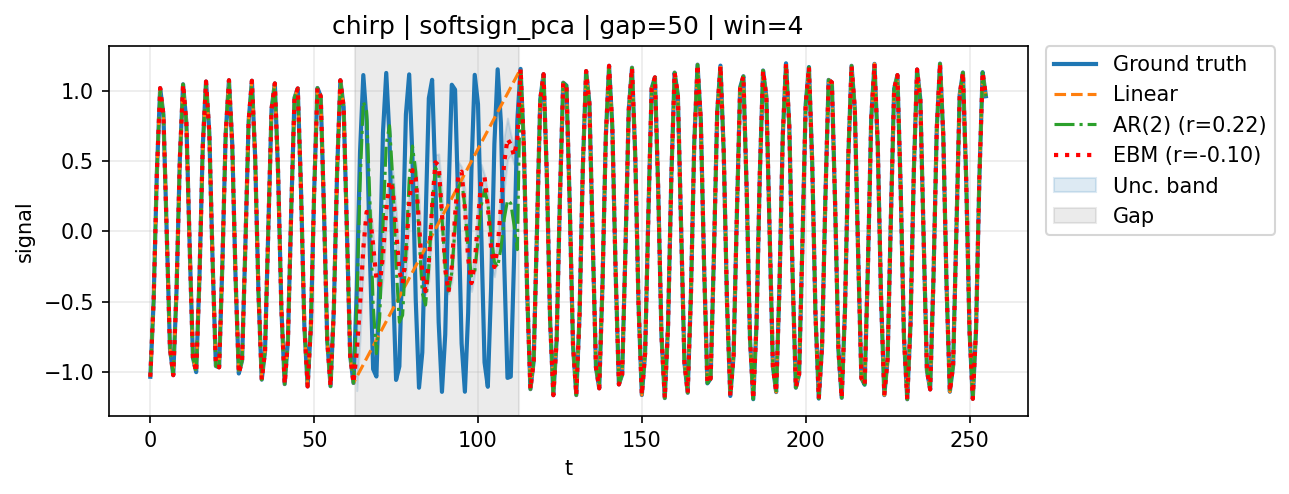 chirp | softsign_pca | gap=50 | win=4
signal
1.0
0.5
0.0
−0.5
−1.0
0
50
100
150
200
250
t
Ground truth
Linear
AR(2) (r=0.22)
EBM (r=-0.10)
Unc. band
Gap